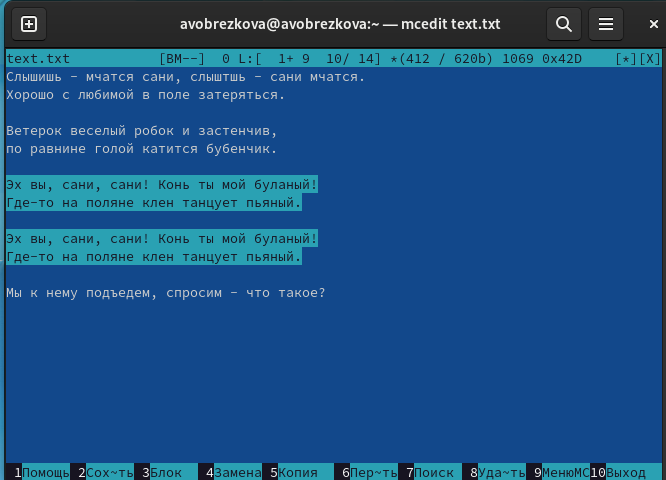 avobrezkova@avobrezkova:~ — mcedit text.txt
text.txt [BM--] 0 L:[ 1+ 9 10/ 14] *(412 / 620b) 1069 0x42D [*][X]
Слышишь - мчатся сани, слыштшь - сани мчатся.
Хорошо с любимой в поле затеряться.
Ветерок веселый робок и застенчив,
по равнине голой катится бубенчик.
Эх вы, сани, сани! Конь ты мой буланый!
Где-то на поляне клен танцует пьяный.
Эх вы, сани, сани! Конь ты мой буланый!
Где-то на поляне клен танцует пьяный.
Мы к нему подъедем, спросим - что такое?
1Помощь 2Сох~ть 3Блок 4Замена 5Копия 6Пер~ть 7Поиск 8Уда~ть 9МенюMC 10Выход